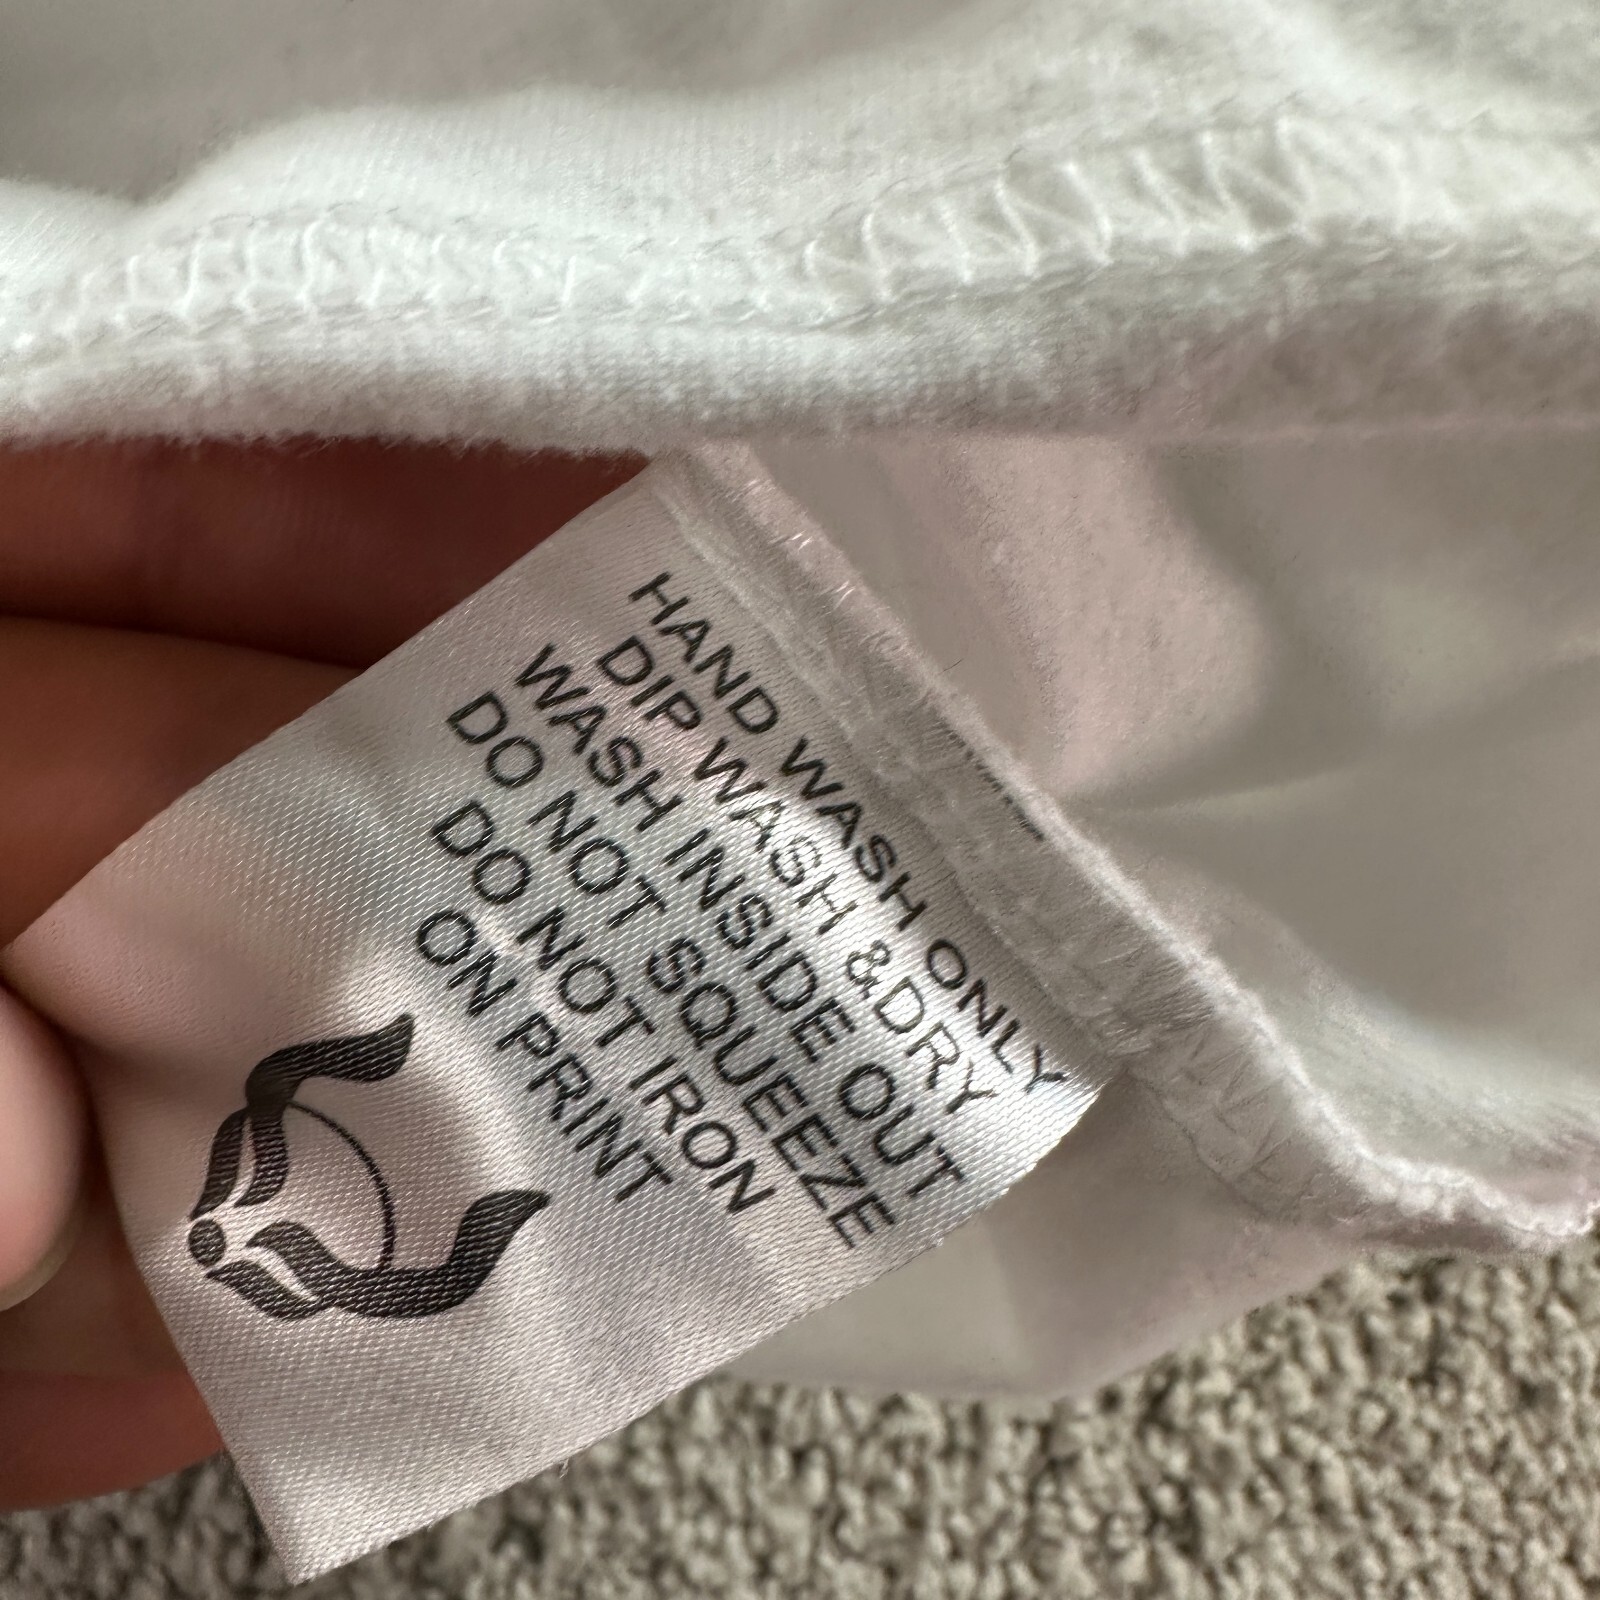 HAND WASH ONLY
DIP WASH &DRY
WASH INSIDE OUT
DO NOT SQUEEZE
DO NOT IRON
ON PRINT